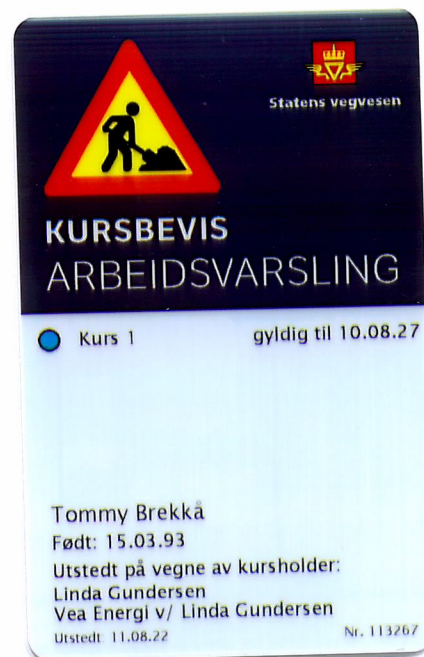 Statens vegvesen
KURSBEVIS
ARBEIDSVARSLING
Kurs 1 gyldig til 10.08.27
Tommy Brekkå
Født: 15.03.93
Utstedt på vegne av kursholder:
Linda Gundersen
Vea Energi v/ Linda Gundersen
Utstedt: 11.08.22 Nr. 113267